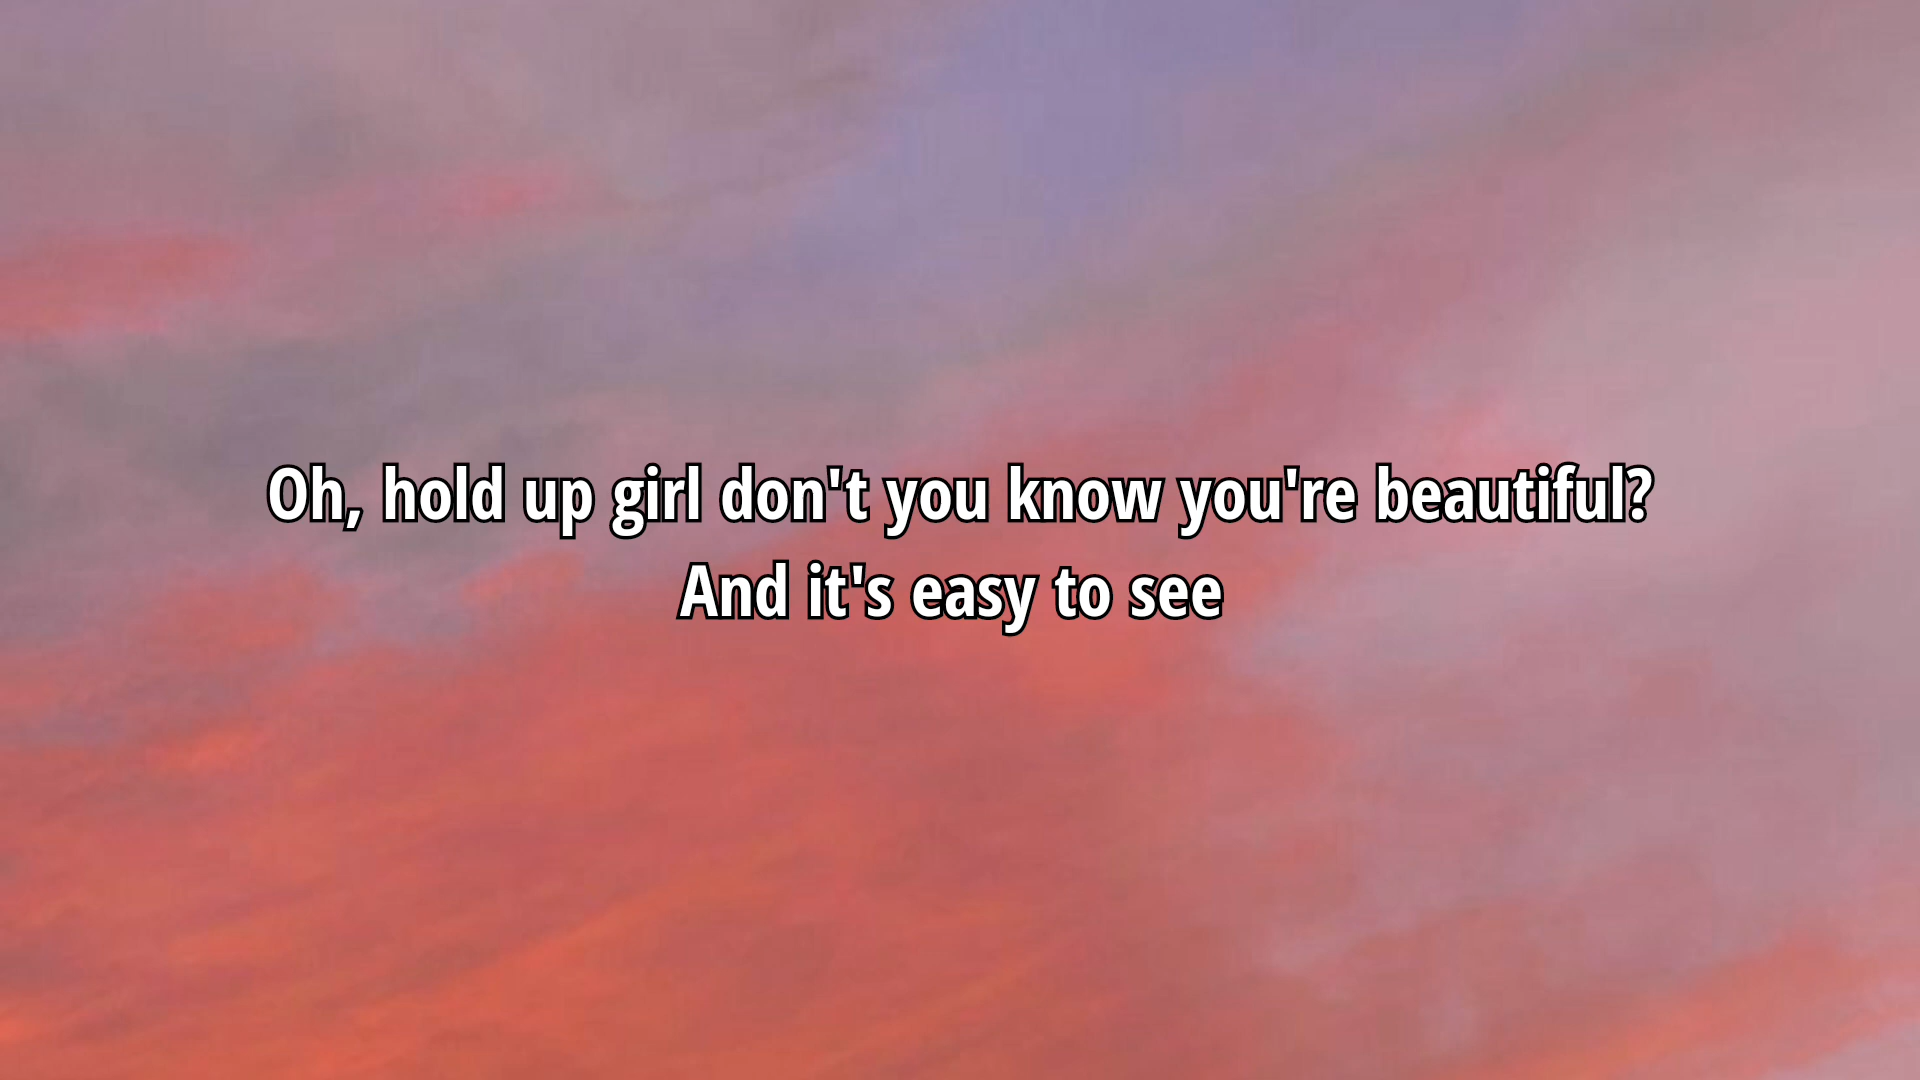 Oh, hold up girl don't you know you're beautiful?
And it's easy to see